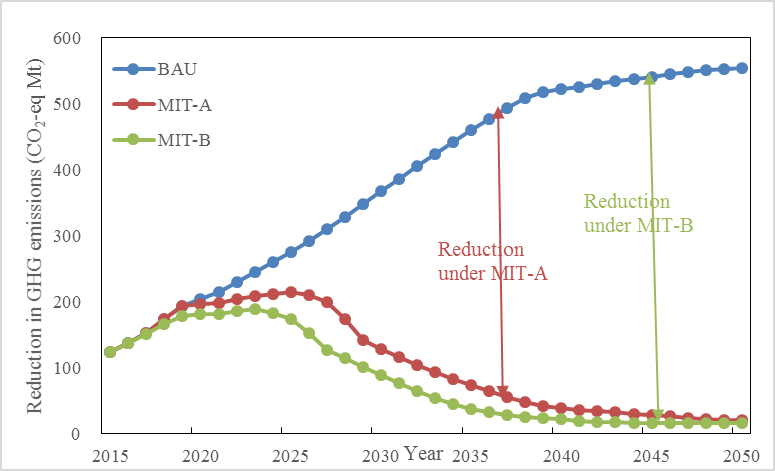 Reduction in GHG emissions (CO₂-eq Mt)
600
500
400
300
200
100
0
BAU
MIT-A
MIT-B
Reduction
under MIT-A
Reduction
under MIT-B
2015 2020 2025 2030 2035 2040 2045 2050
Year